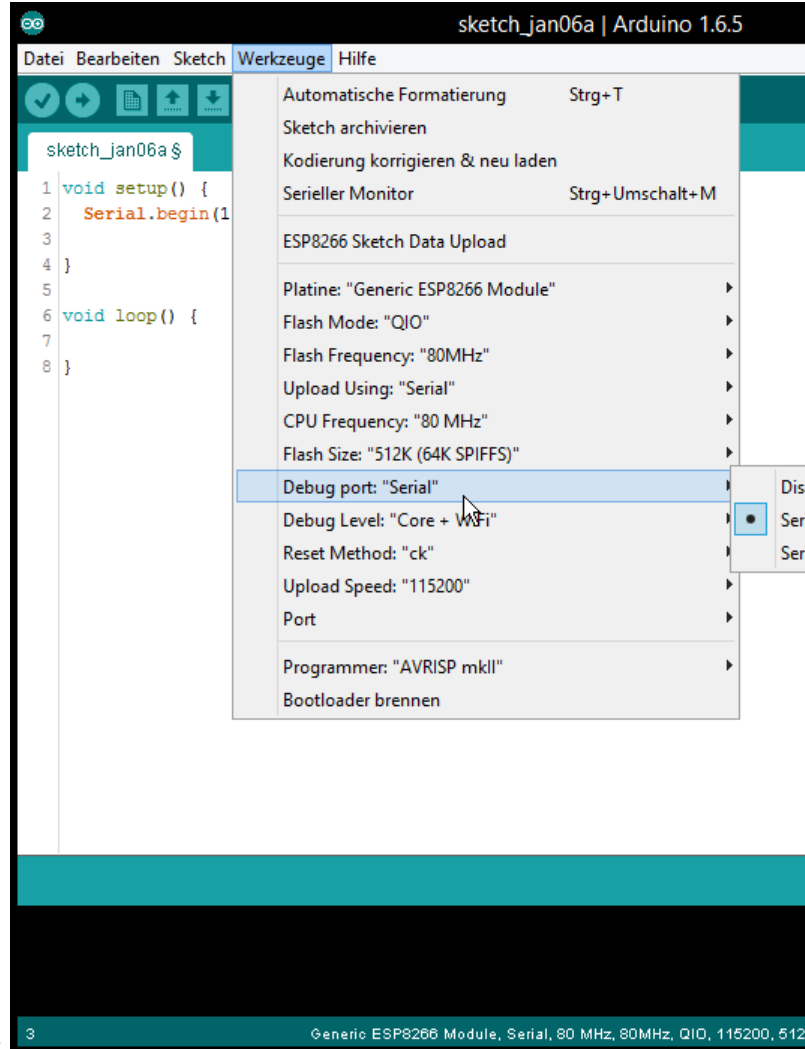 sketch_jan06a | Arduino 1.6.5
Datei Bearbeiten Sketch Werkzeuge Hilfe
sketch_jan06a §
1 void setup() {
2 Serial.begin(1
3
4 }
5
6 void loop() {
7
8 }
Automatische Formatierung Strg+T
Sketch archivieren
Kodierung korrigieren & neu laden
Serieller Monitor Strg+Umschalt+M
ESP8266 Sketch Data Upload
Platine: "Generic ESP8266 Module"
Flash Mode: "QIO"
Flash Frequency: "80MHz"
Upload Using: "Serial"
CPU Frequency: "80 MHz"
Flash Size: "512K (64K SPIFFS)"
Debug port: "Serial"
Debug Level: "Core + WiFi"
Reset Method: "ck"
Upload Speed: "115200"
Port
Programmer: "AVRISP mkII"
Bootloader brennen
Dis
Ser
Ser
3 Generic ESP8266 Module, Serial, 80 MHz, 80MHz, QIO, 115200, 512